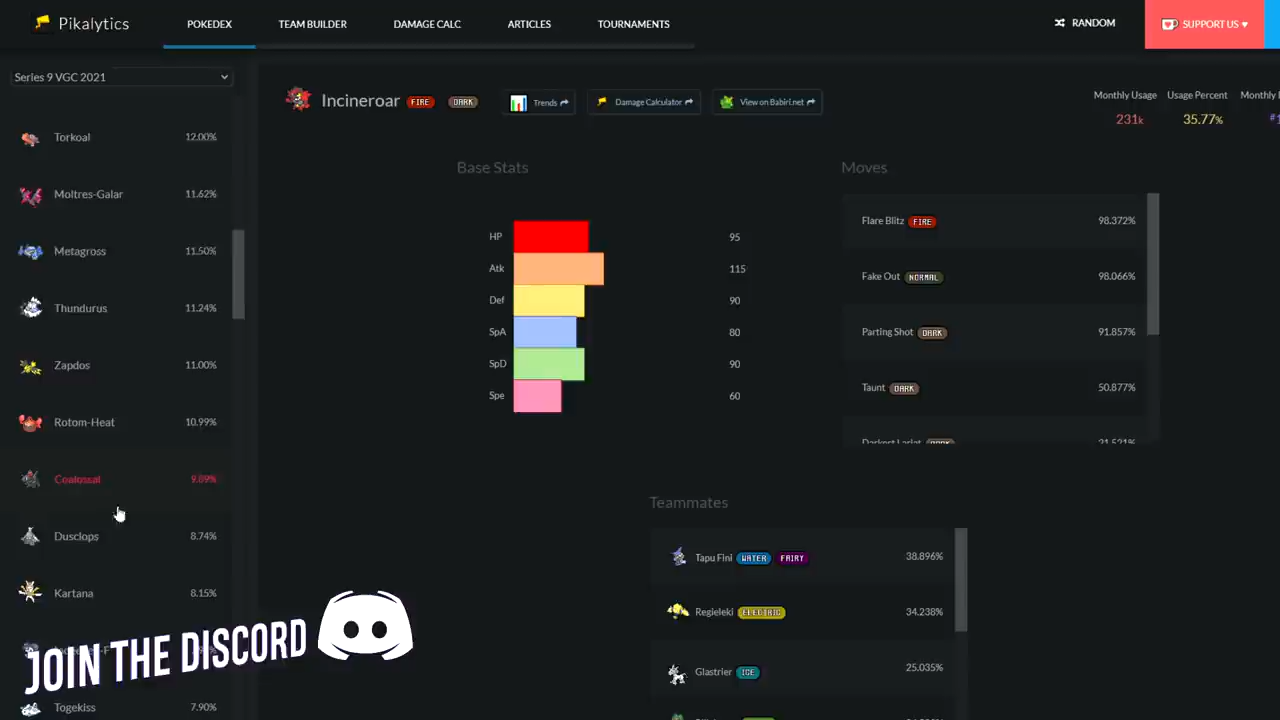 Pikalytics
POKEDEX
TEAM BUILDER
DAMAGE CALC
ARTICLES
TOURNAMENTS
RANDOM
SUPPORT US ♥
Series 9 VGC 2021
Torkoal 12.00%
Moltres-Galar 11.62%
Metagross 11.50%
Thundurus 11.24%
Zapdos 11.00%
Rotom-Heat 10.99%
Coalossal 9.89%
Dusclops 8.74%
Kartana 8.15%
Togekiss 7.90%
JOIN THE DISCORD
Incineroar FIRE DARK
Trends
Damage Calculator
View on Babiri.net
Monthly Usage
231k
Usage Percent
35.77%
Monthly
Base Stats
HP 95
Atk 115
Def 90
SpA 80
SpD 90
Spe 60
Moves
Flare Blitz FIRE 98.372%
Fake Out NORMAL 98.066%
Parting Shot DARK 91.857%
Taunt DARK 50.877%
Darkest Lariat DARK 31.521%
Teammates
Tapu Fini WATER FAIRY 38.896%
Regieleki ELECTRIC 34.238%
Glastrier ICE 25.035%